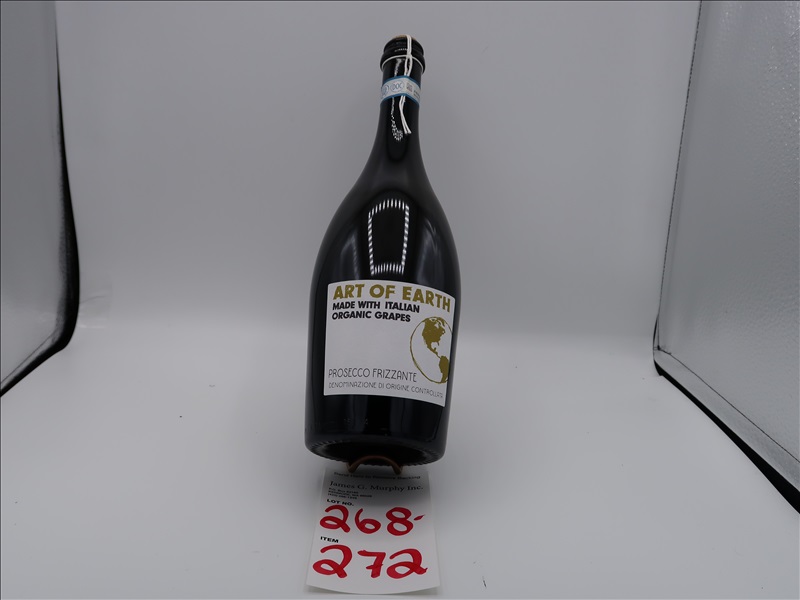 DOC
ART OF EARTH
MADE WITH ITALIAN
ORGANIC GRAPES
PROSECCO FRIZZANTE
DENOMINAZIONE DI ORIGINE CONTROLLATA
James G. Murphy Inc.
LOT NO.
268-
ITEM
272